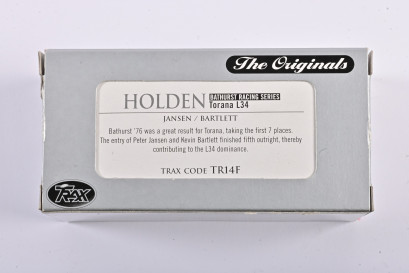 The Originals
HOLDEN BATHURST RACING SERIES
Torana L34
JANSEN / BARTLETT
Bathurst '76 was a great result for Torana, taking the first 7 places.
The entry of Peter Jansen and Kevin Bartlett finished fifth outright, thereby
contributing to the L34 dominance.
TRAX CODE TR14F
TRAX